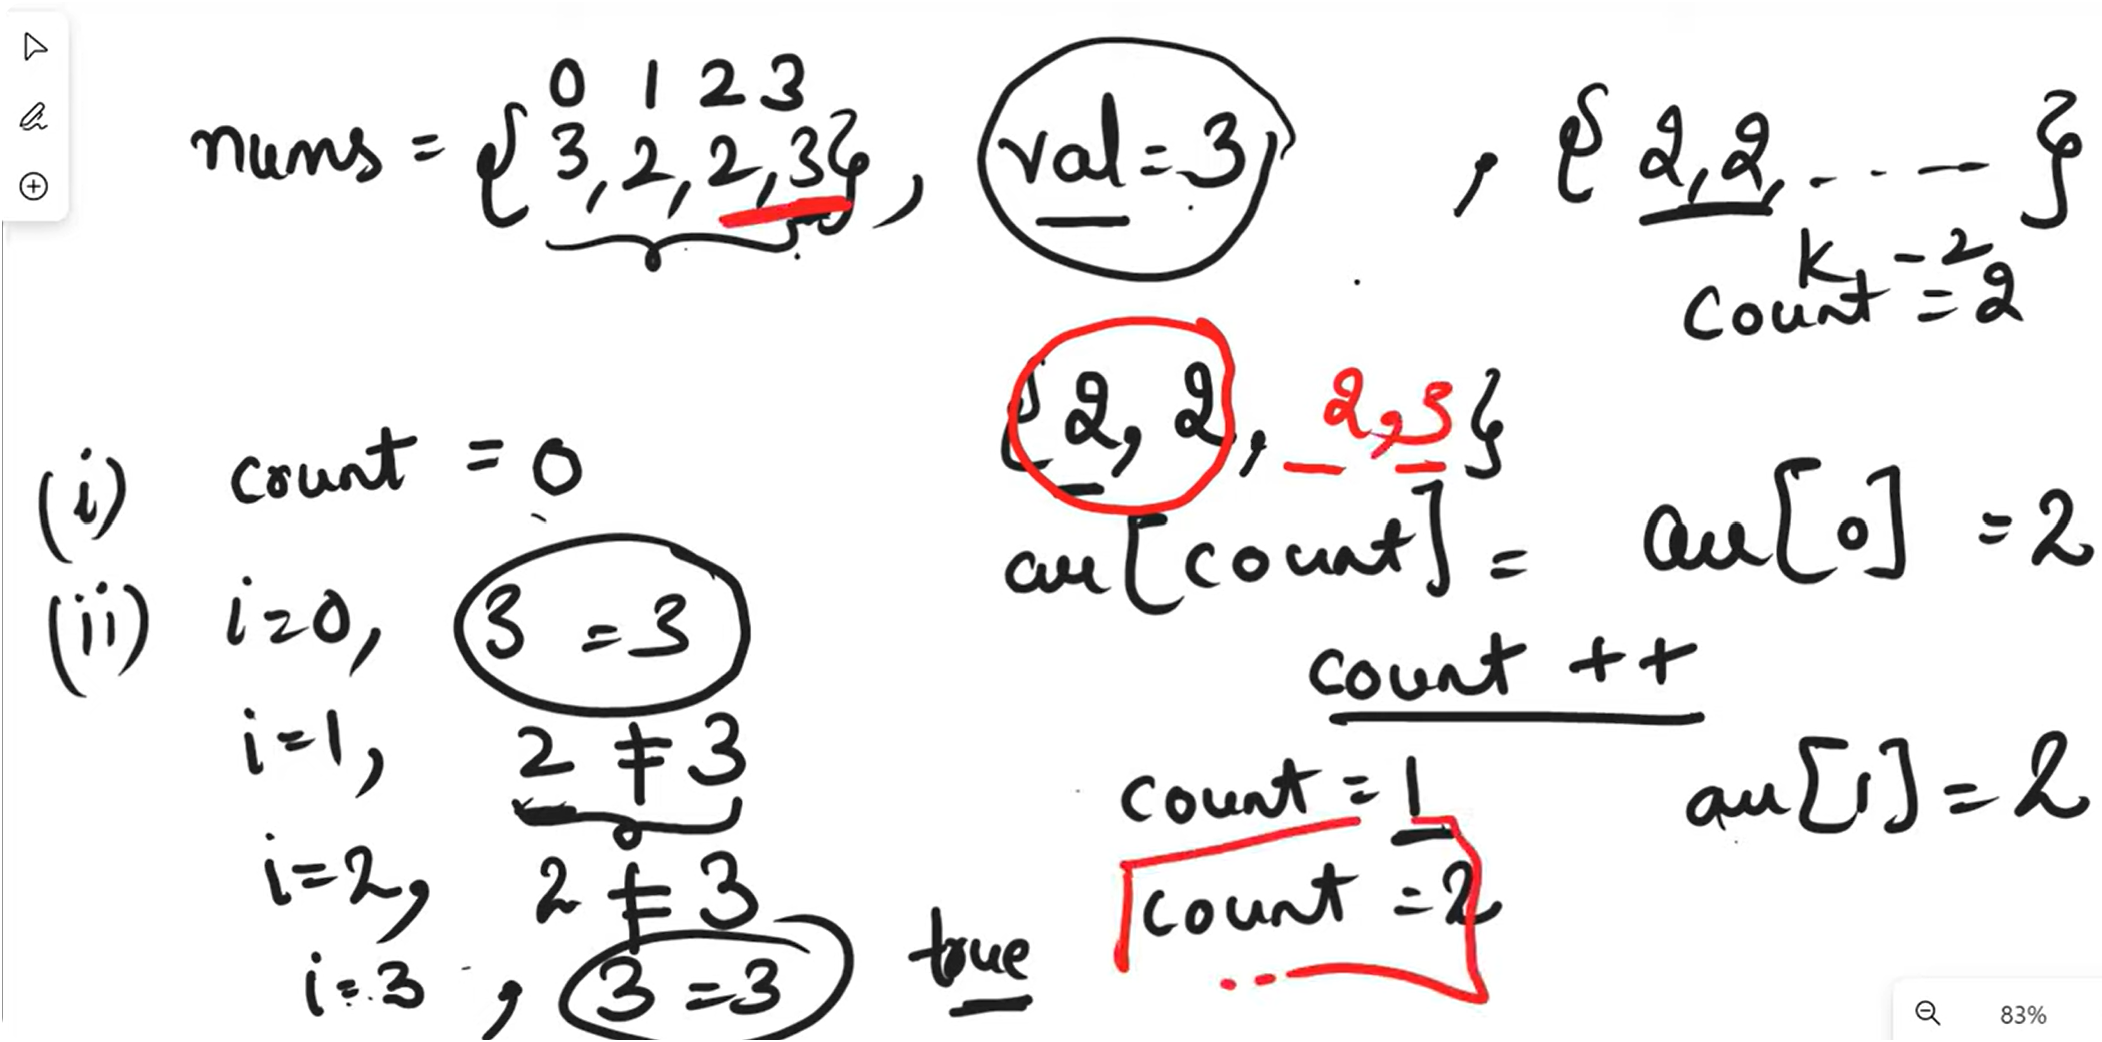 0 1 2 3
nums = { 3, 2, 2, 3 }, val = 3, { 2, 2, . . . — }
k - 2
count = 2
{ 2, 2, 2, 3 }
(i) count = 0
arr[count] = arr[0] = 2
(ii) i=0, 3 = 3
count ++
i=1, 2 ≠ 3
count = 1 arr[1] = 2
i=2, 2 ≠ 3
count = 2
i=3, 3 = 3 true
83%